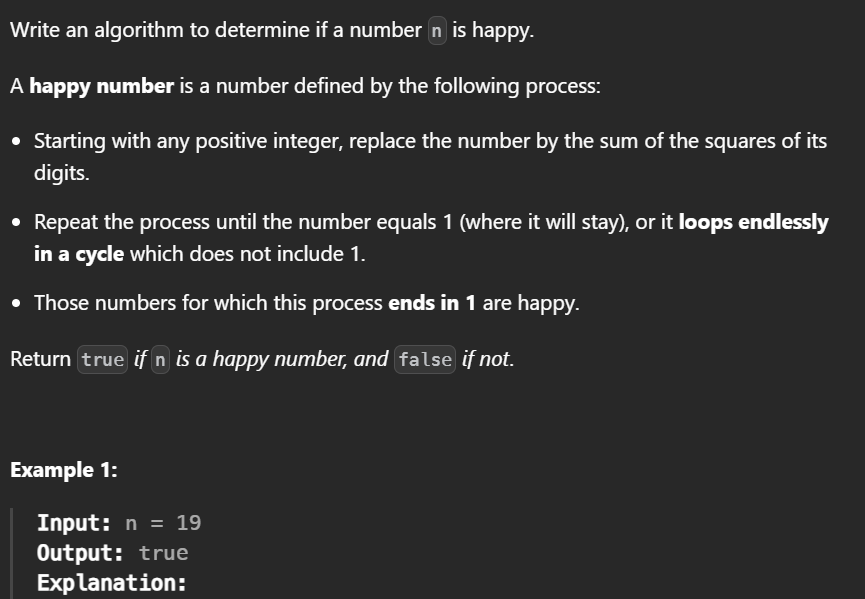 Write an algorithm to determine if a number n is happy.
A happy number is a number defined by the following process:
• Starting with any positive integer, replace the number by the sum of the squares of its
digits.
• Repeat the process until the number equals 1 (where it will stay), or it loops endlessly
in a cycle which does not include 1.
• Those numbers for which this process ends in 1 are happy.
Return true if n is a happy number, and false if not.
Example 1:
Input: n = 19
Output: true
Explanation: